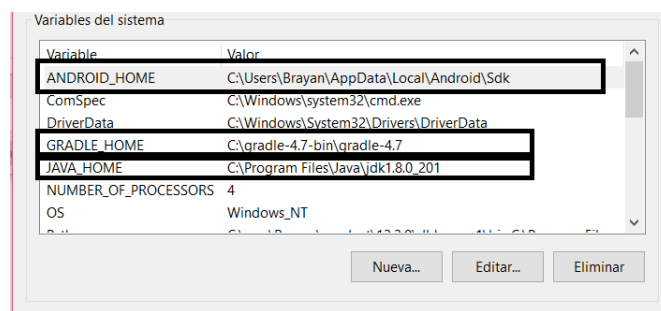 Variables del sistema
Variable Valor
ANDROID_HOME C:\Users\Brayan\AppData\Local\Android\Sdk
ComSpec C:\Windows\system32\cmd.exe
DriverData C:\Windows\System32\Drivers\DriverData
GRADLE_HOME C:\gradle-4.7-bin\gradle-4.7
JAVA_HOME C:\Program Files\Java\jdk1.8.0_201
NUMBER_OF_PROCESSORS 4
OS Windows_NT
Nueva... Editar... Eliminar